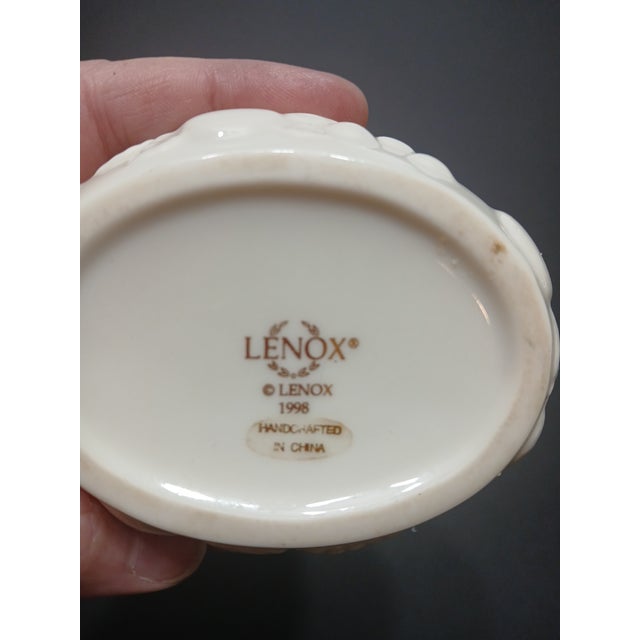 LENOX®
© LENOX
1998
HANDCRAFTED
IN CHINA